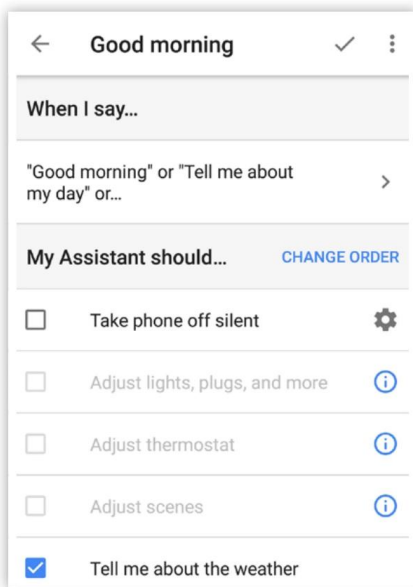 Good morning
When I say...
"Good morning" or "Tell me about
my day" or...
My Assistant should...
CHANGE ORDER
Take phone off silent
Adjust lights, plugs, and more
Adjust thermostat
Adjust scenes
Tell me about the weather